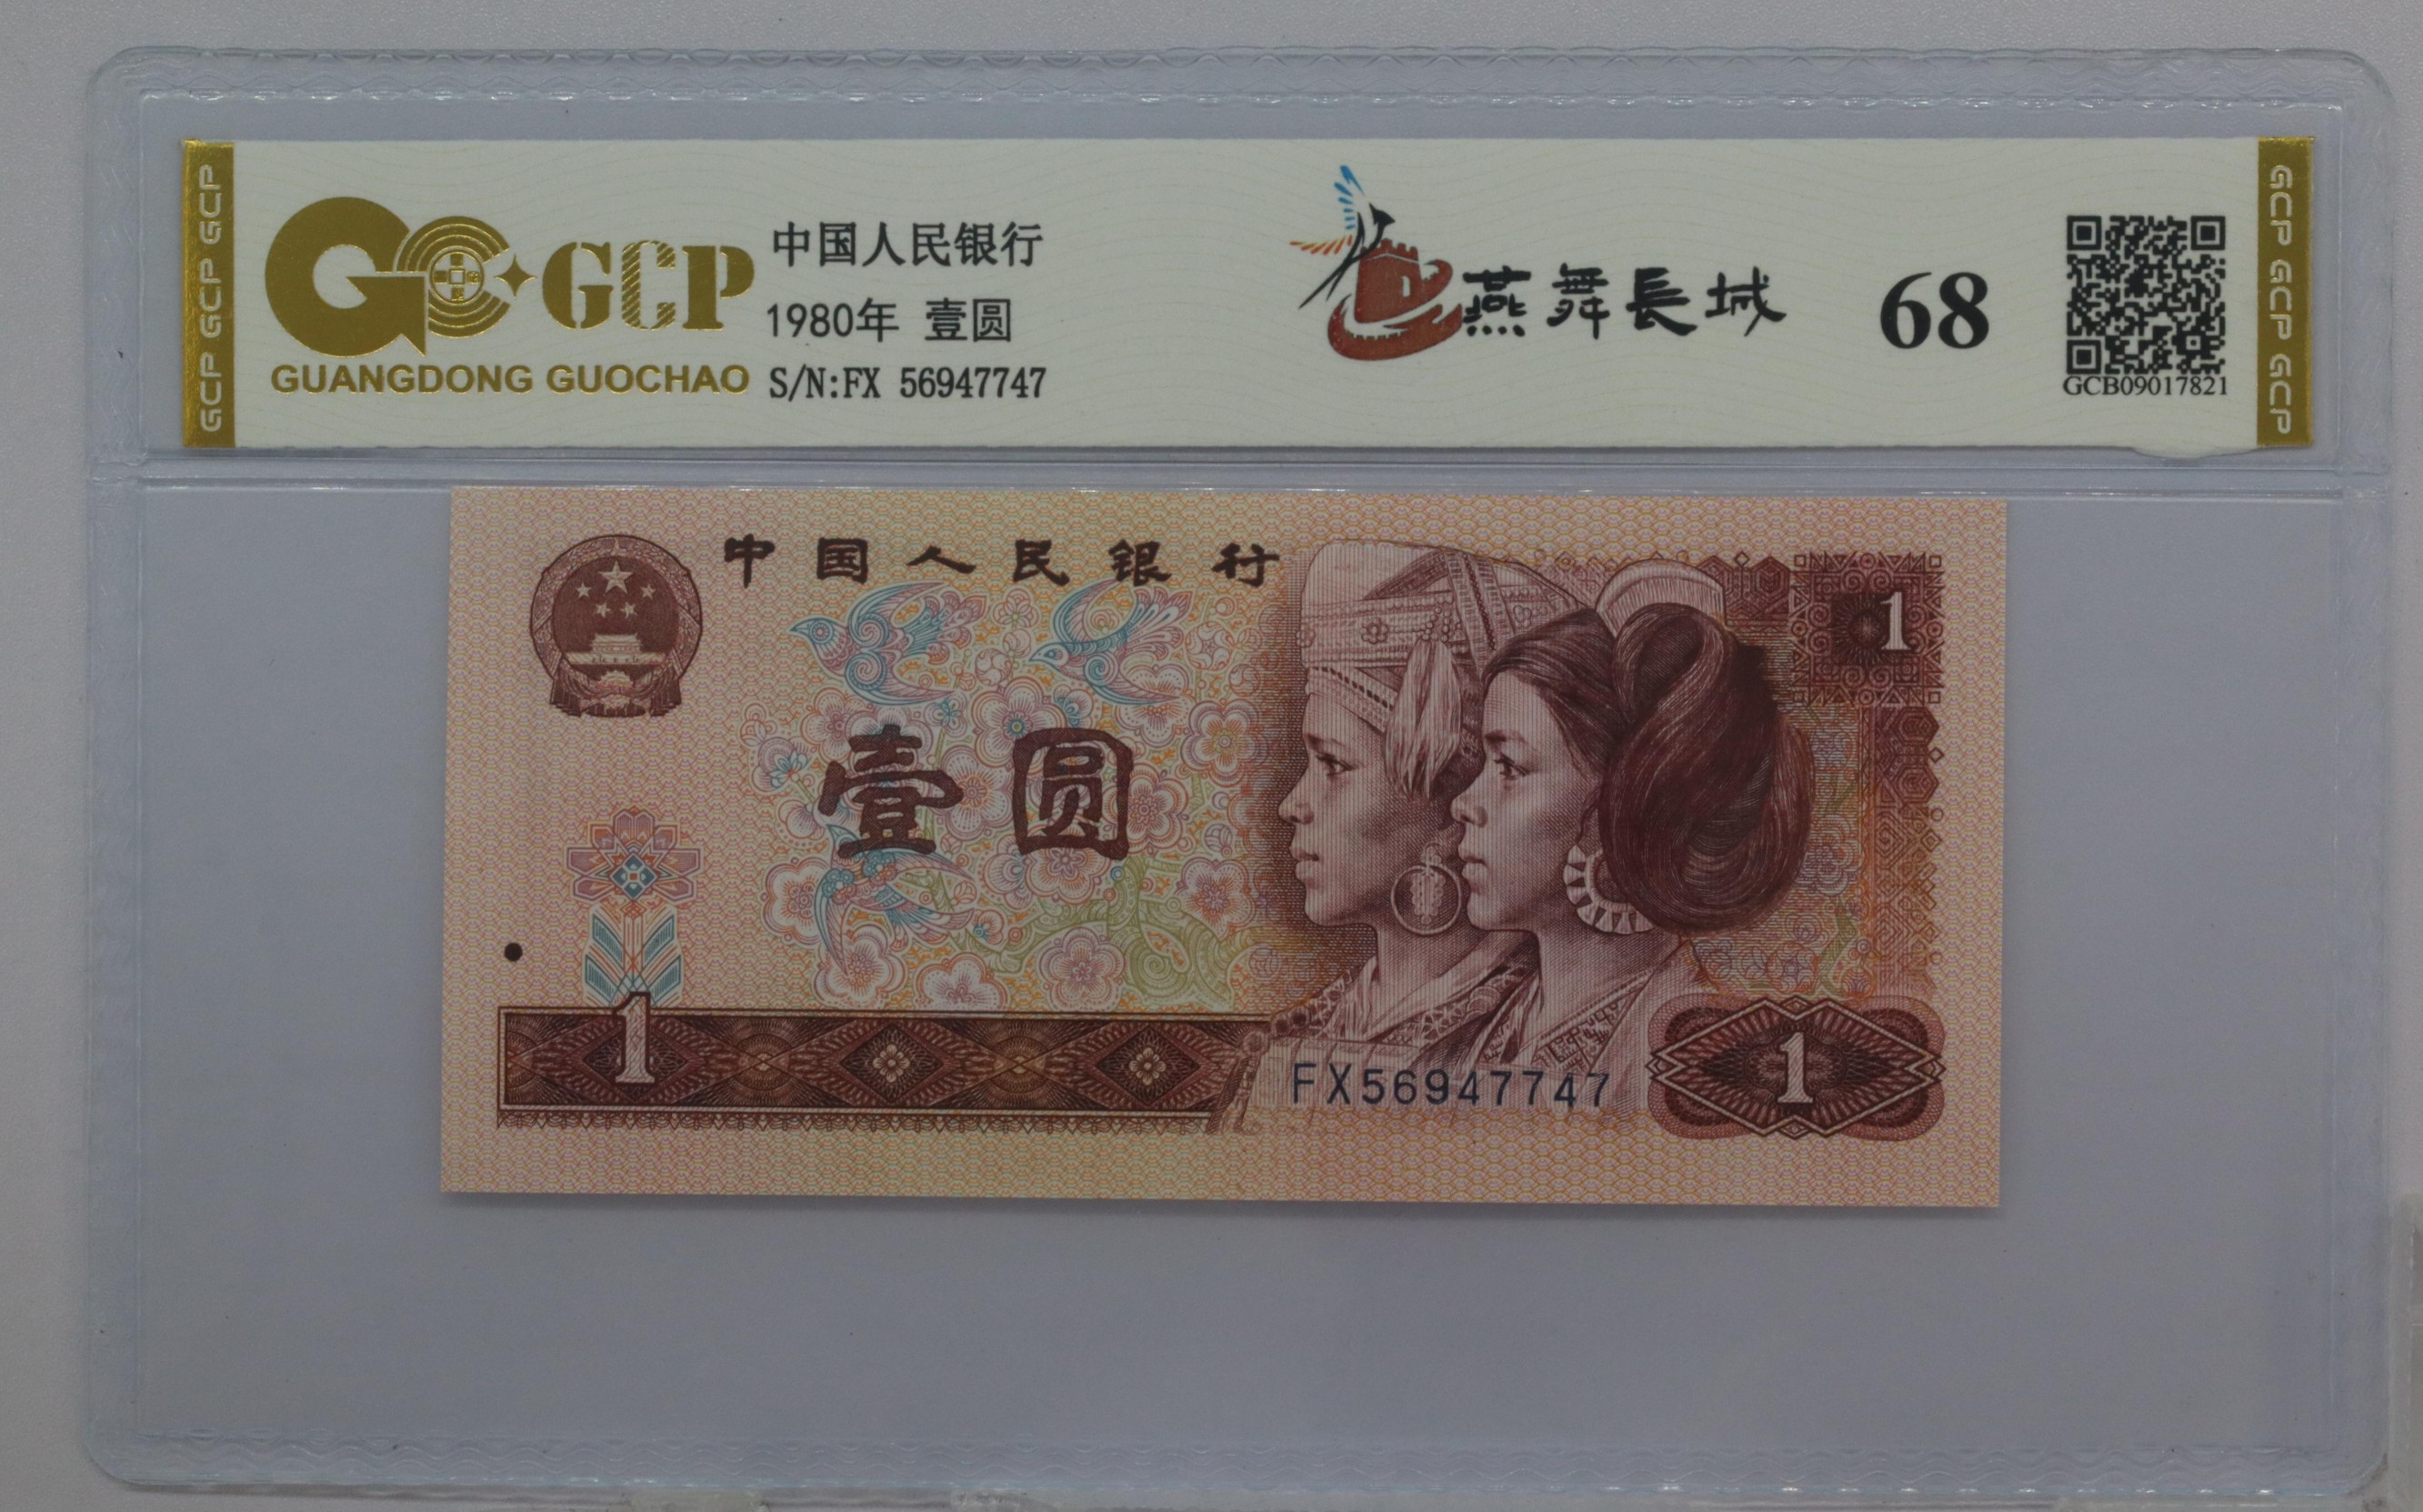 GCP GCP GCP
GCP
GUANGDONG GUOCHAO
中国人民银行
1980年 壹圆
S/N:FX 56947747
燕舞長城
68
GCB09017821
GCP GCP GCP
中国人民银行
1
壹圆
1
FX56947747
1